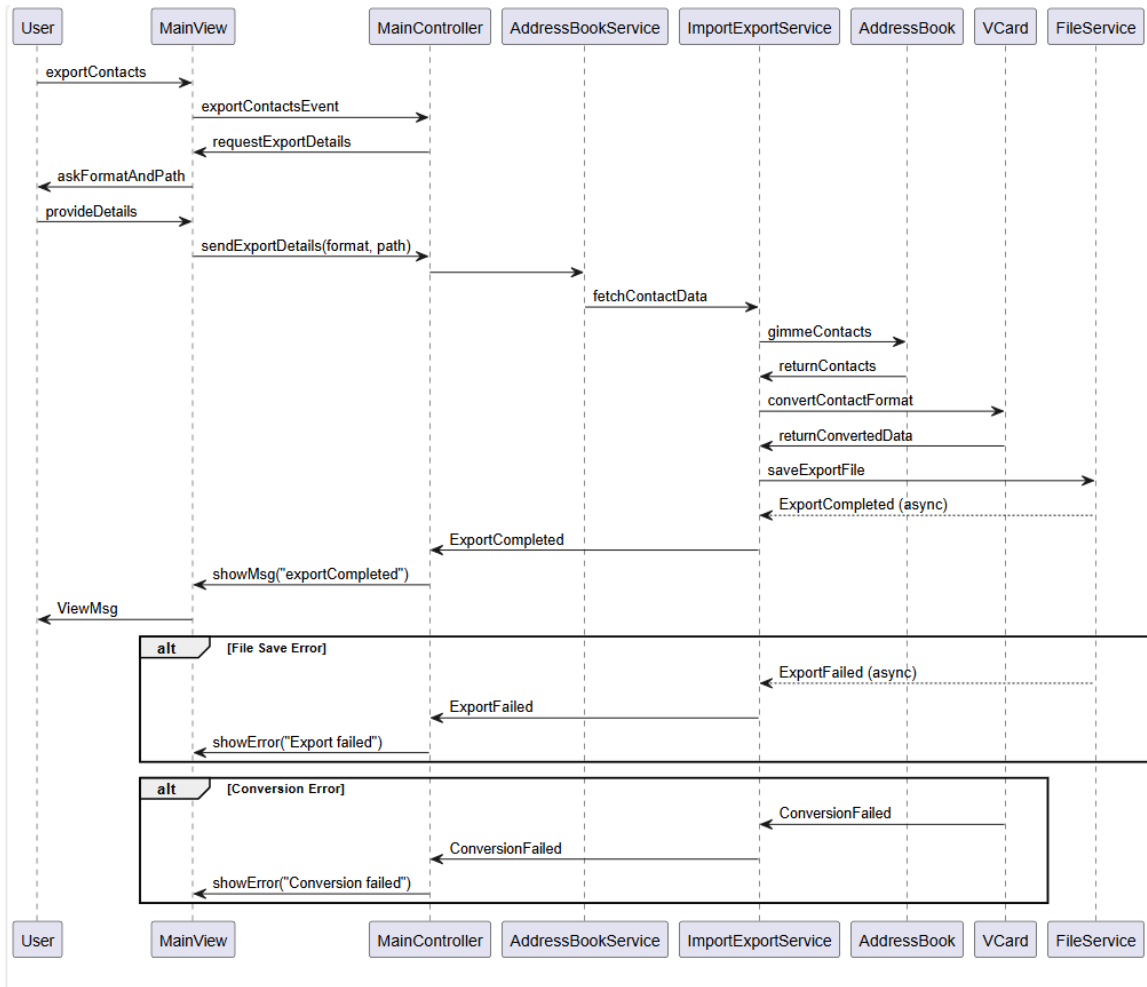 User MainView MainController AddressBookService ImportExportService AddressBook VCard FileService
exportContacts
exportContactsEvent
requestExportDetails
askFormatAndPath
provideDetails
sendExportDetails(format, path)
fetchContactData
gimmeContacts
returnContacts
convertContactFormat
returnConvertedData
saveExportFile
ExportCompleted (async)
ExportCompleted
showMsg("exportCompleted")
ViewMsg
alt [File Save Error]
ExportFailed (async)
ExportFailed
showError("Export failed")
alt [Conversion Error]
ConversionFailed
ConversionFailed
showError("Conversion failed")
User MainView MainController AddressBookService ImportExportService AddressBook VCard FileService